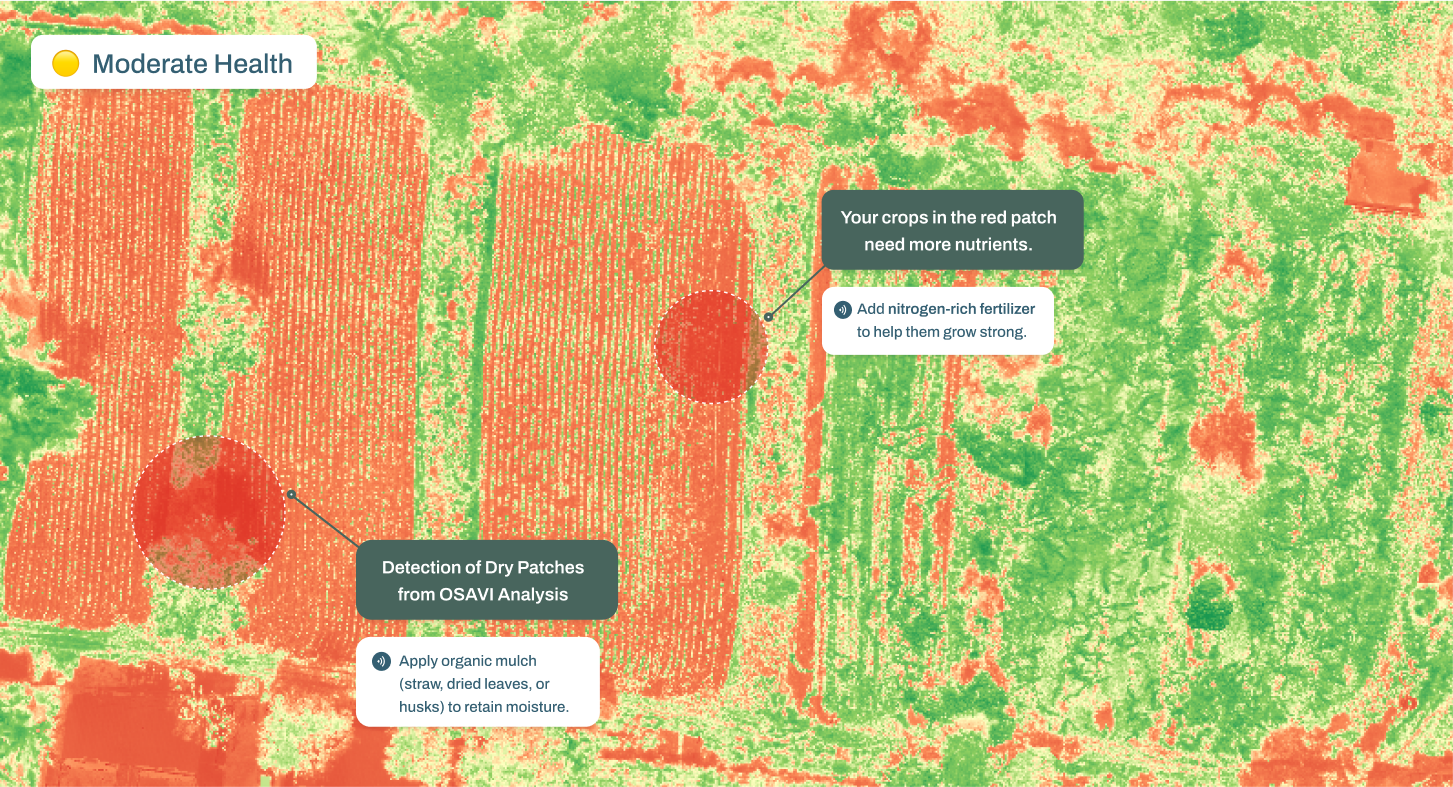 Moderate Health
Your crops in the red patch
need more nutrients.
Add nitrogen-rich fertilizer
to help them grow strong.
Detection of Dry Patches
from OSAVI Analysis
Apply organic mulch
(straw, dried leaves, or
husks) to retain moisture.